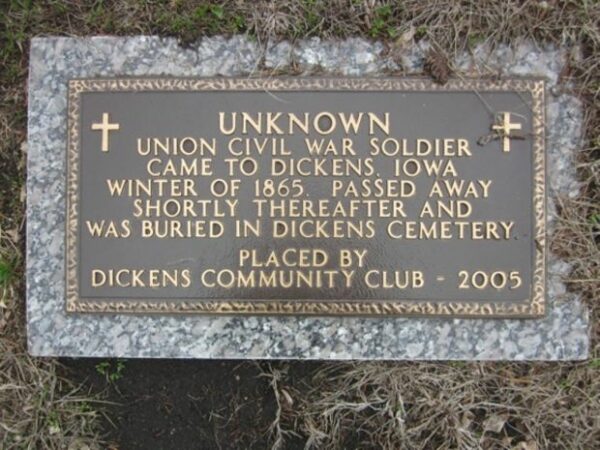 UNKNOWN
UNION CIVIL WAR SOLDIER
CAME TO DICKENS, IOWA
WINTER OF 1865. PASSED AWAY
SHORTLY THEREAFTER AND
WAS BURIED IN DICKENS CEMETERY.
PLACED BY
DICKENS COMMUNITY CLUB - 2005